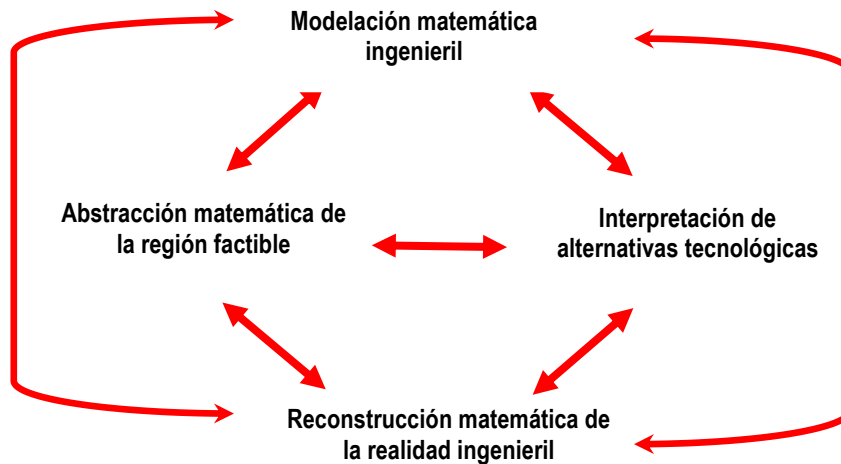 Modelación matemática
ingenieril
Abstracción matemática de
la región factible
Interpretación de
alternativas tecnológicas
Reconstrucción matemática de
la realidad ingenieril